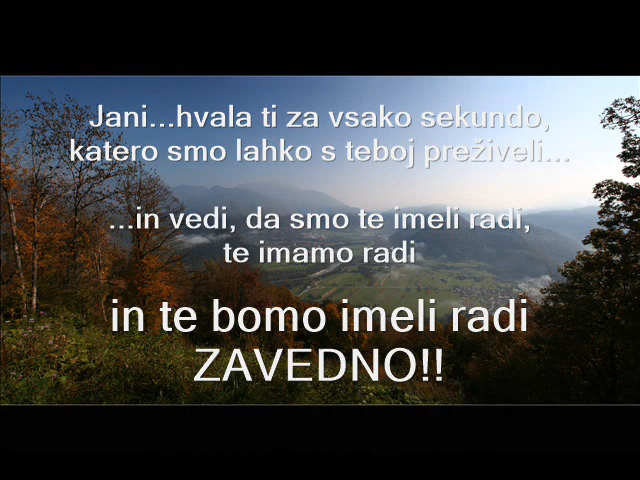 Jani...hvala ti za vsako sekundo,
katero smo lahko s teboj preživeli...
...in vedi, da smo te imeli radi,
te imamo radi
in te bomo imeli radi
ZAVEDNO!!